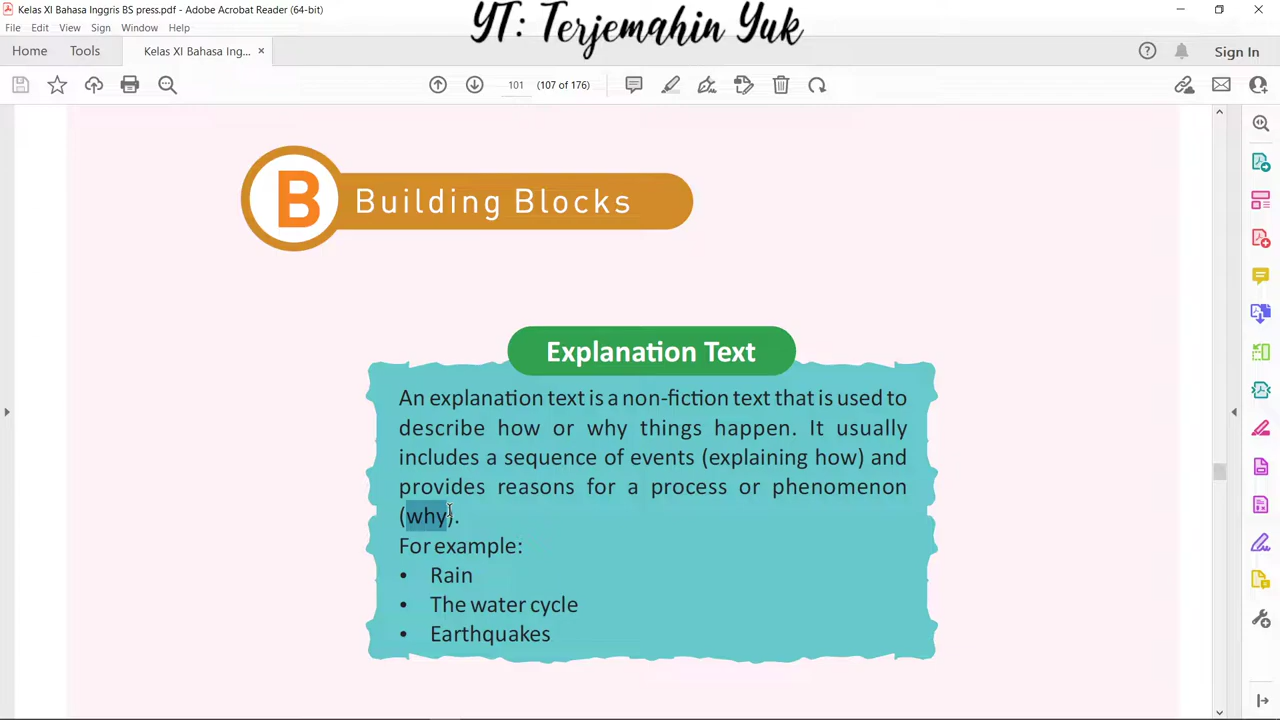 Kelas XI Bahasa Inggris BS press.pdf - Adobe Acrobat Reader (64-bit)
YT: Terjemahin Yuk
File Edit View Sign Window Help
Home Tools Kelas XI Bahasa Ing... × Sign In
101 (107 of 176)
B Building Blocks
Explanation Text
An explanation text is a non-fiction text that is used to
describe how or why things happen. It usually
includes a sequence of events (explaining how) and
provides reasons for a process or phenomenon
(why).
For example:
• Rain
• The water cycle
• Earthquakes